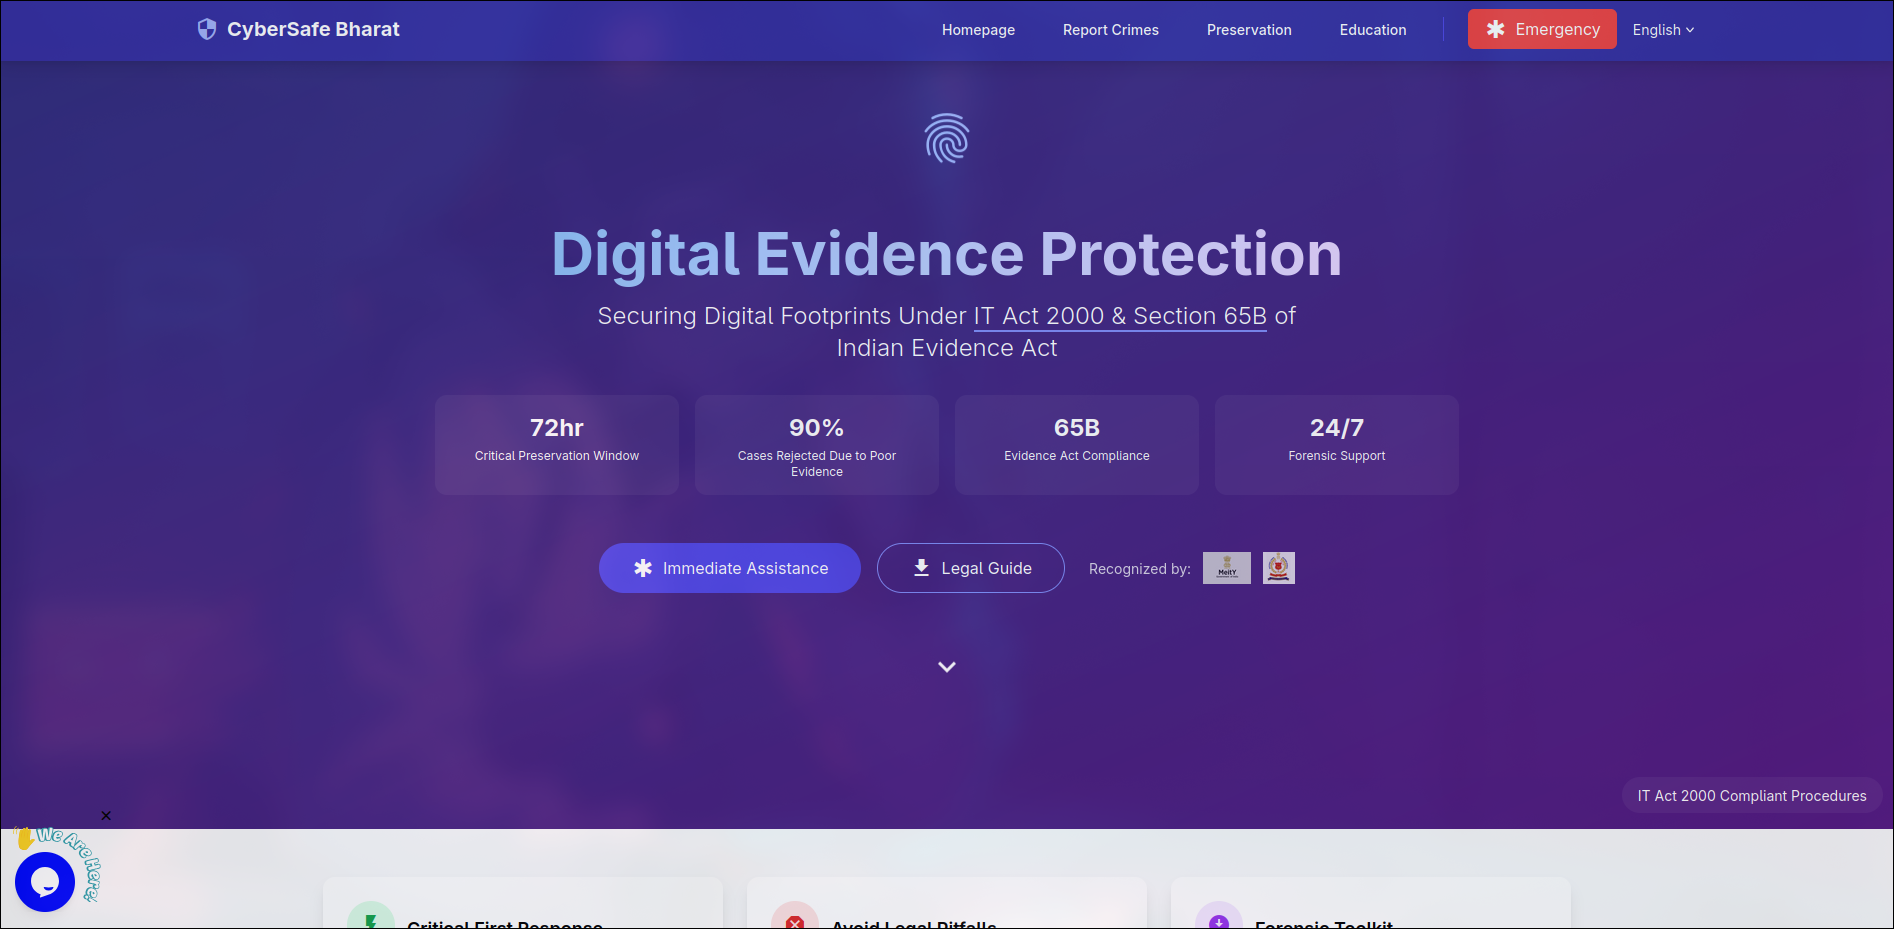 CyberSafe Bharat
Homepage
Report Crimes
Preservation
Education
Emergency
English
Digital Evidence Protection
Securing Digital Footprints Under IT Act 2000 & Section 65B of
Indian Evidence Act
72hr
Critical Preservation Window
90%
Cases Rejected Due to Poor
Evidence
65B
Evidence Act Compliance
24/7
Forensic Support
Immediate Assistance
Legal Guide
Recognized by:
MeitY
IT Act 2000 Compliant Procedures
We Are Here!
Critical First Response
Avoid Legal Pitfalls
Forensic Toolkit